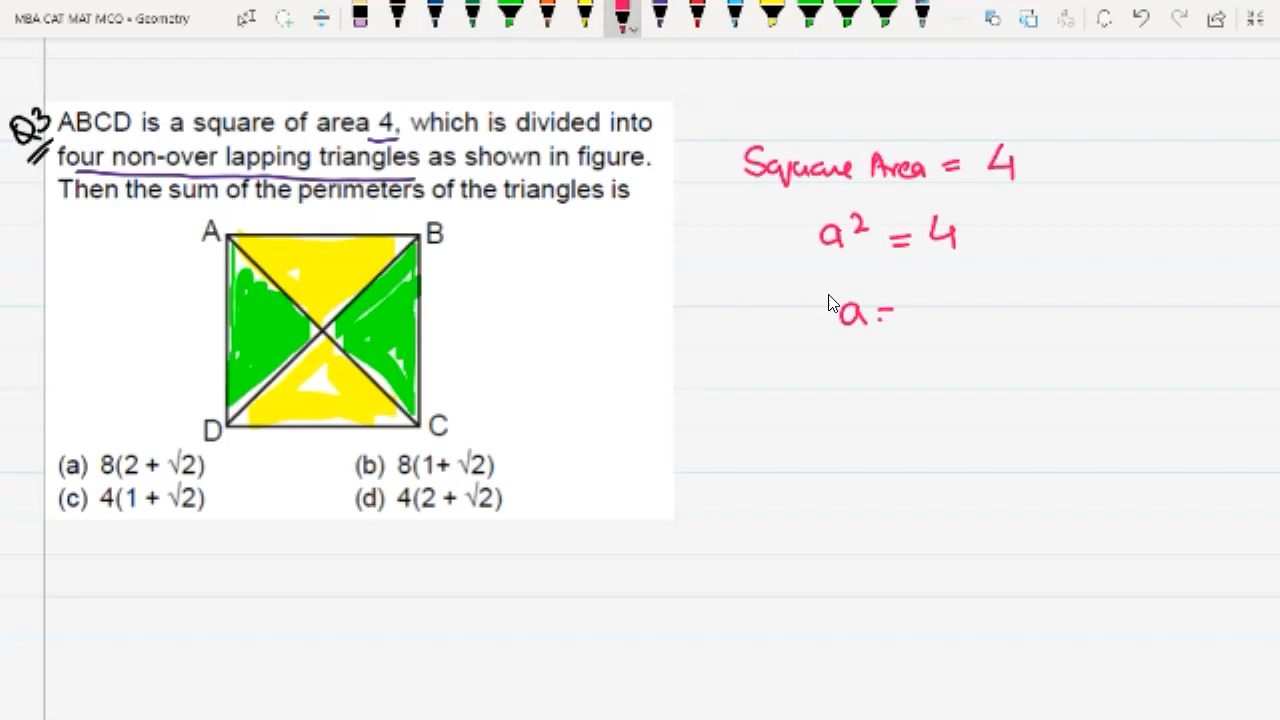 MBA CAT MAT MCQ = Geometry
Q3 ABCD is a square of area 4, which is divided into
four non-over lapping triangles as shown in figure.
Then the sum of the perimeters of the triangles is
A B
D C
(a) 8(2 + √2) (b) 8(1+ √2)
(c) 4(1 + √2) (d) 4(2 + √2)
Square Area = 4
a² = 4
a =